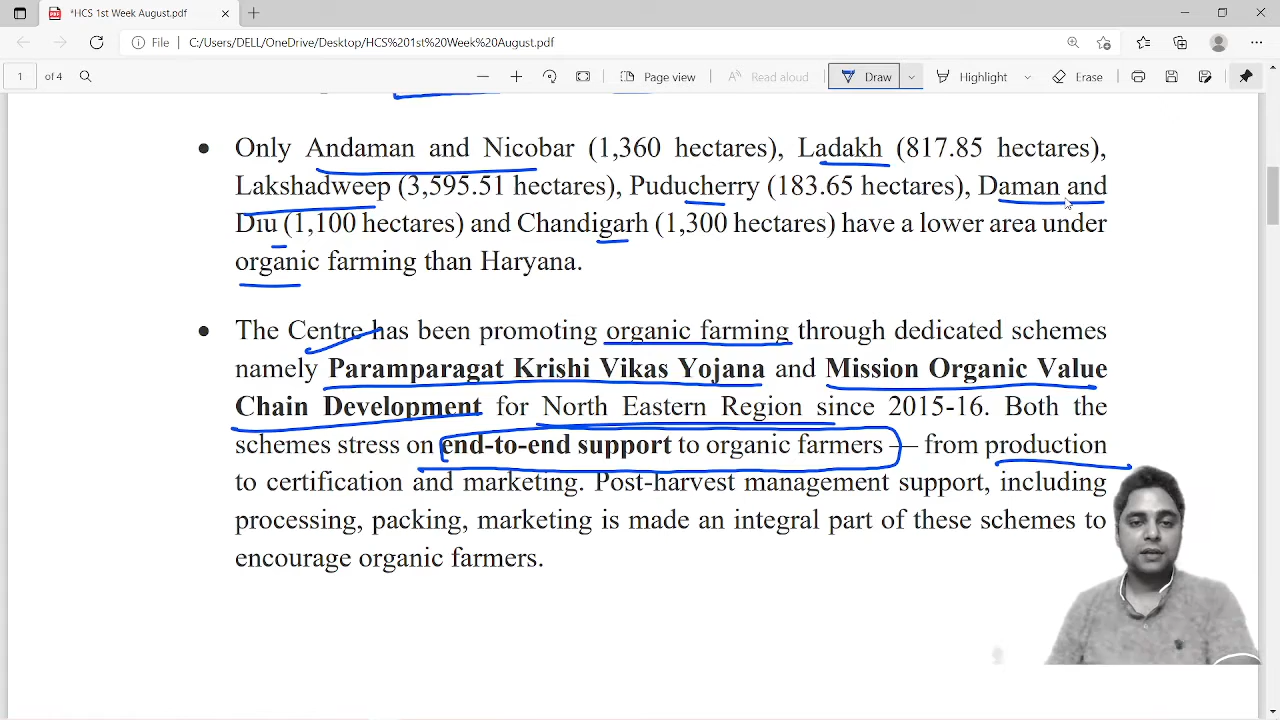 *HCS 1st Week August.pdf
File C:/Users/DELL/OneDrive/Desktop/HCS%201st%20Week%20August.pdf
1 of 4 Page view Read aloud Draw Highlight Erase
Only Andaman and Nicobar (1,360 hectares), Ladakh (817.85 hectares),
Lakshadweep (3,595.51 hectares), Puducherry (183.65 hectares), Daman and
Diu (1,100 hectares) and Chandigarh (1,300 hectares) have a lower area under
organic farming than Haryana.
The Centre has been promoting organic farming through dedicated schemes
namely Paramparagat Krishi Vikas Yojana and Mission Organic Value
Chain Development for North Eastern Region since 2015-16. Both the
schemes stress on end-to-end support to organic farmers — from production
to certification and marketing. Post-harvest management support, including
processing, packing, marketing is made an integral part of these schemes to
encourage organic farmers.